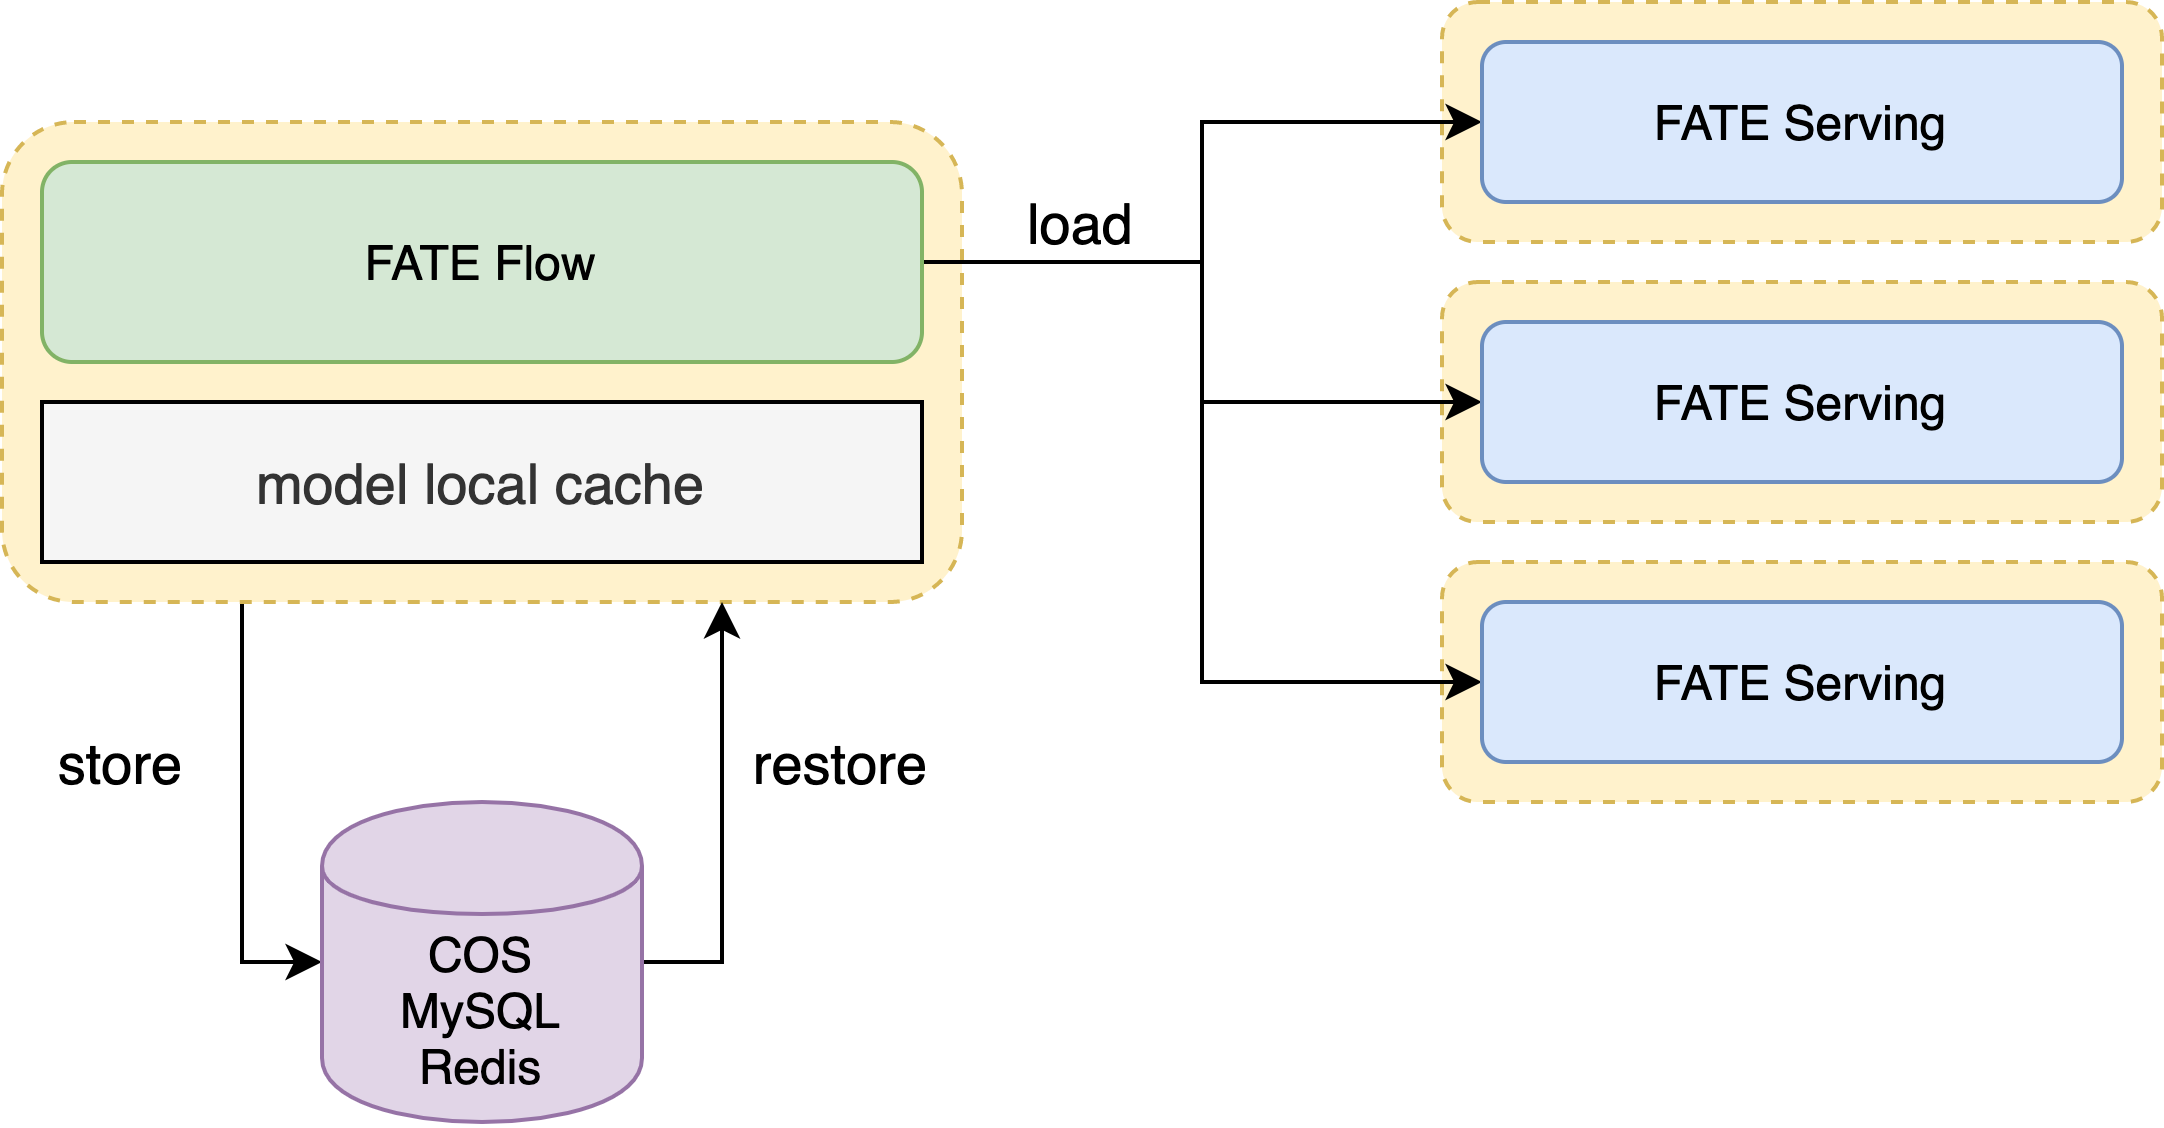 FATE Flow
model local cache
load
FATE Serving
FATE Serving
FATE Serving
store
restore
COS
MySQL
Redis